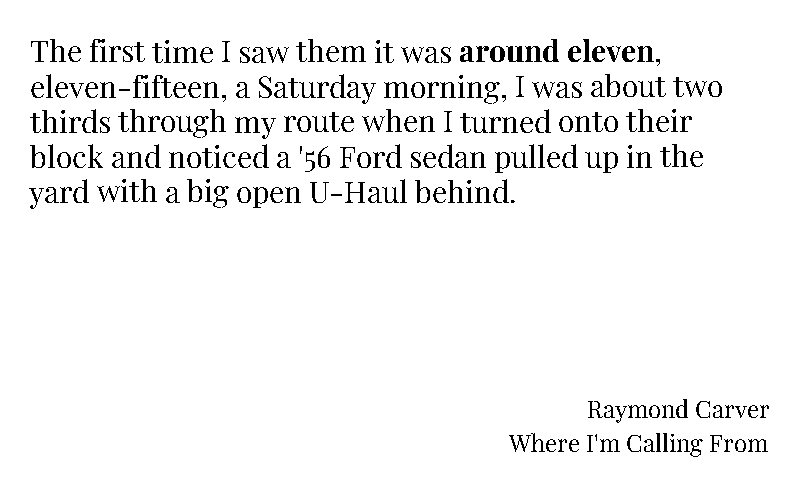 The first time I saw them it was around eleven,
eleven-fifteen, a Saturday morning, I was about two
thirds through my route when I turned onto their
block and noticed a '56 Ford sedan pulled up in the
yard with a big open U-Haul behind.
Raymond Carver
Where I'm Calling From